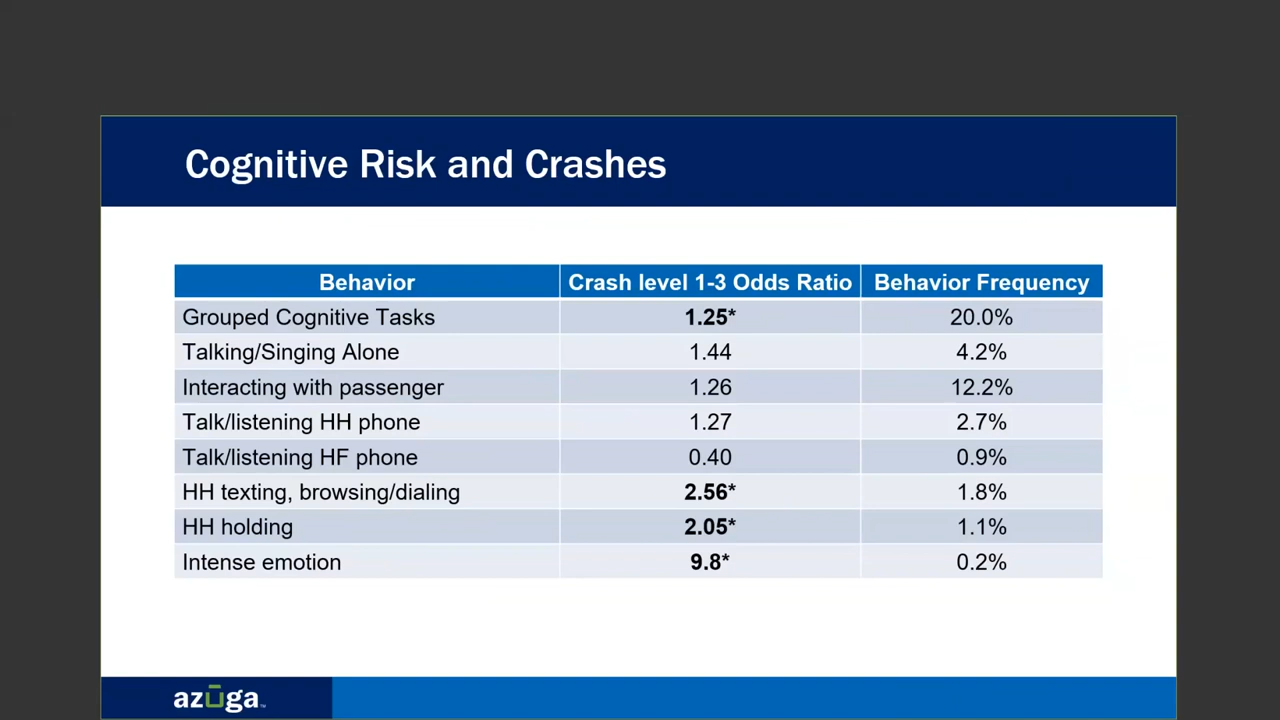 Cognitive Risk and Crashes
Behavior Crash level 1-3 Odds Ratio Behavior Frequency
Grouped Cognitive Tasks 1.25* 20.0%
Talking/Singing Alone 1.44 4.2%
Interacting with passenger 1.26 12.2%
Talk/listening HH phone 1.27 2.7%
Talk/listening HF phone 0.40 0.9%
HH texting, browsing/dialing 2.56* 1.8%
HH holding 2.05* 1.1%
Intense emotion 9.8* 0.2%
azūga™